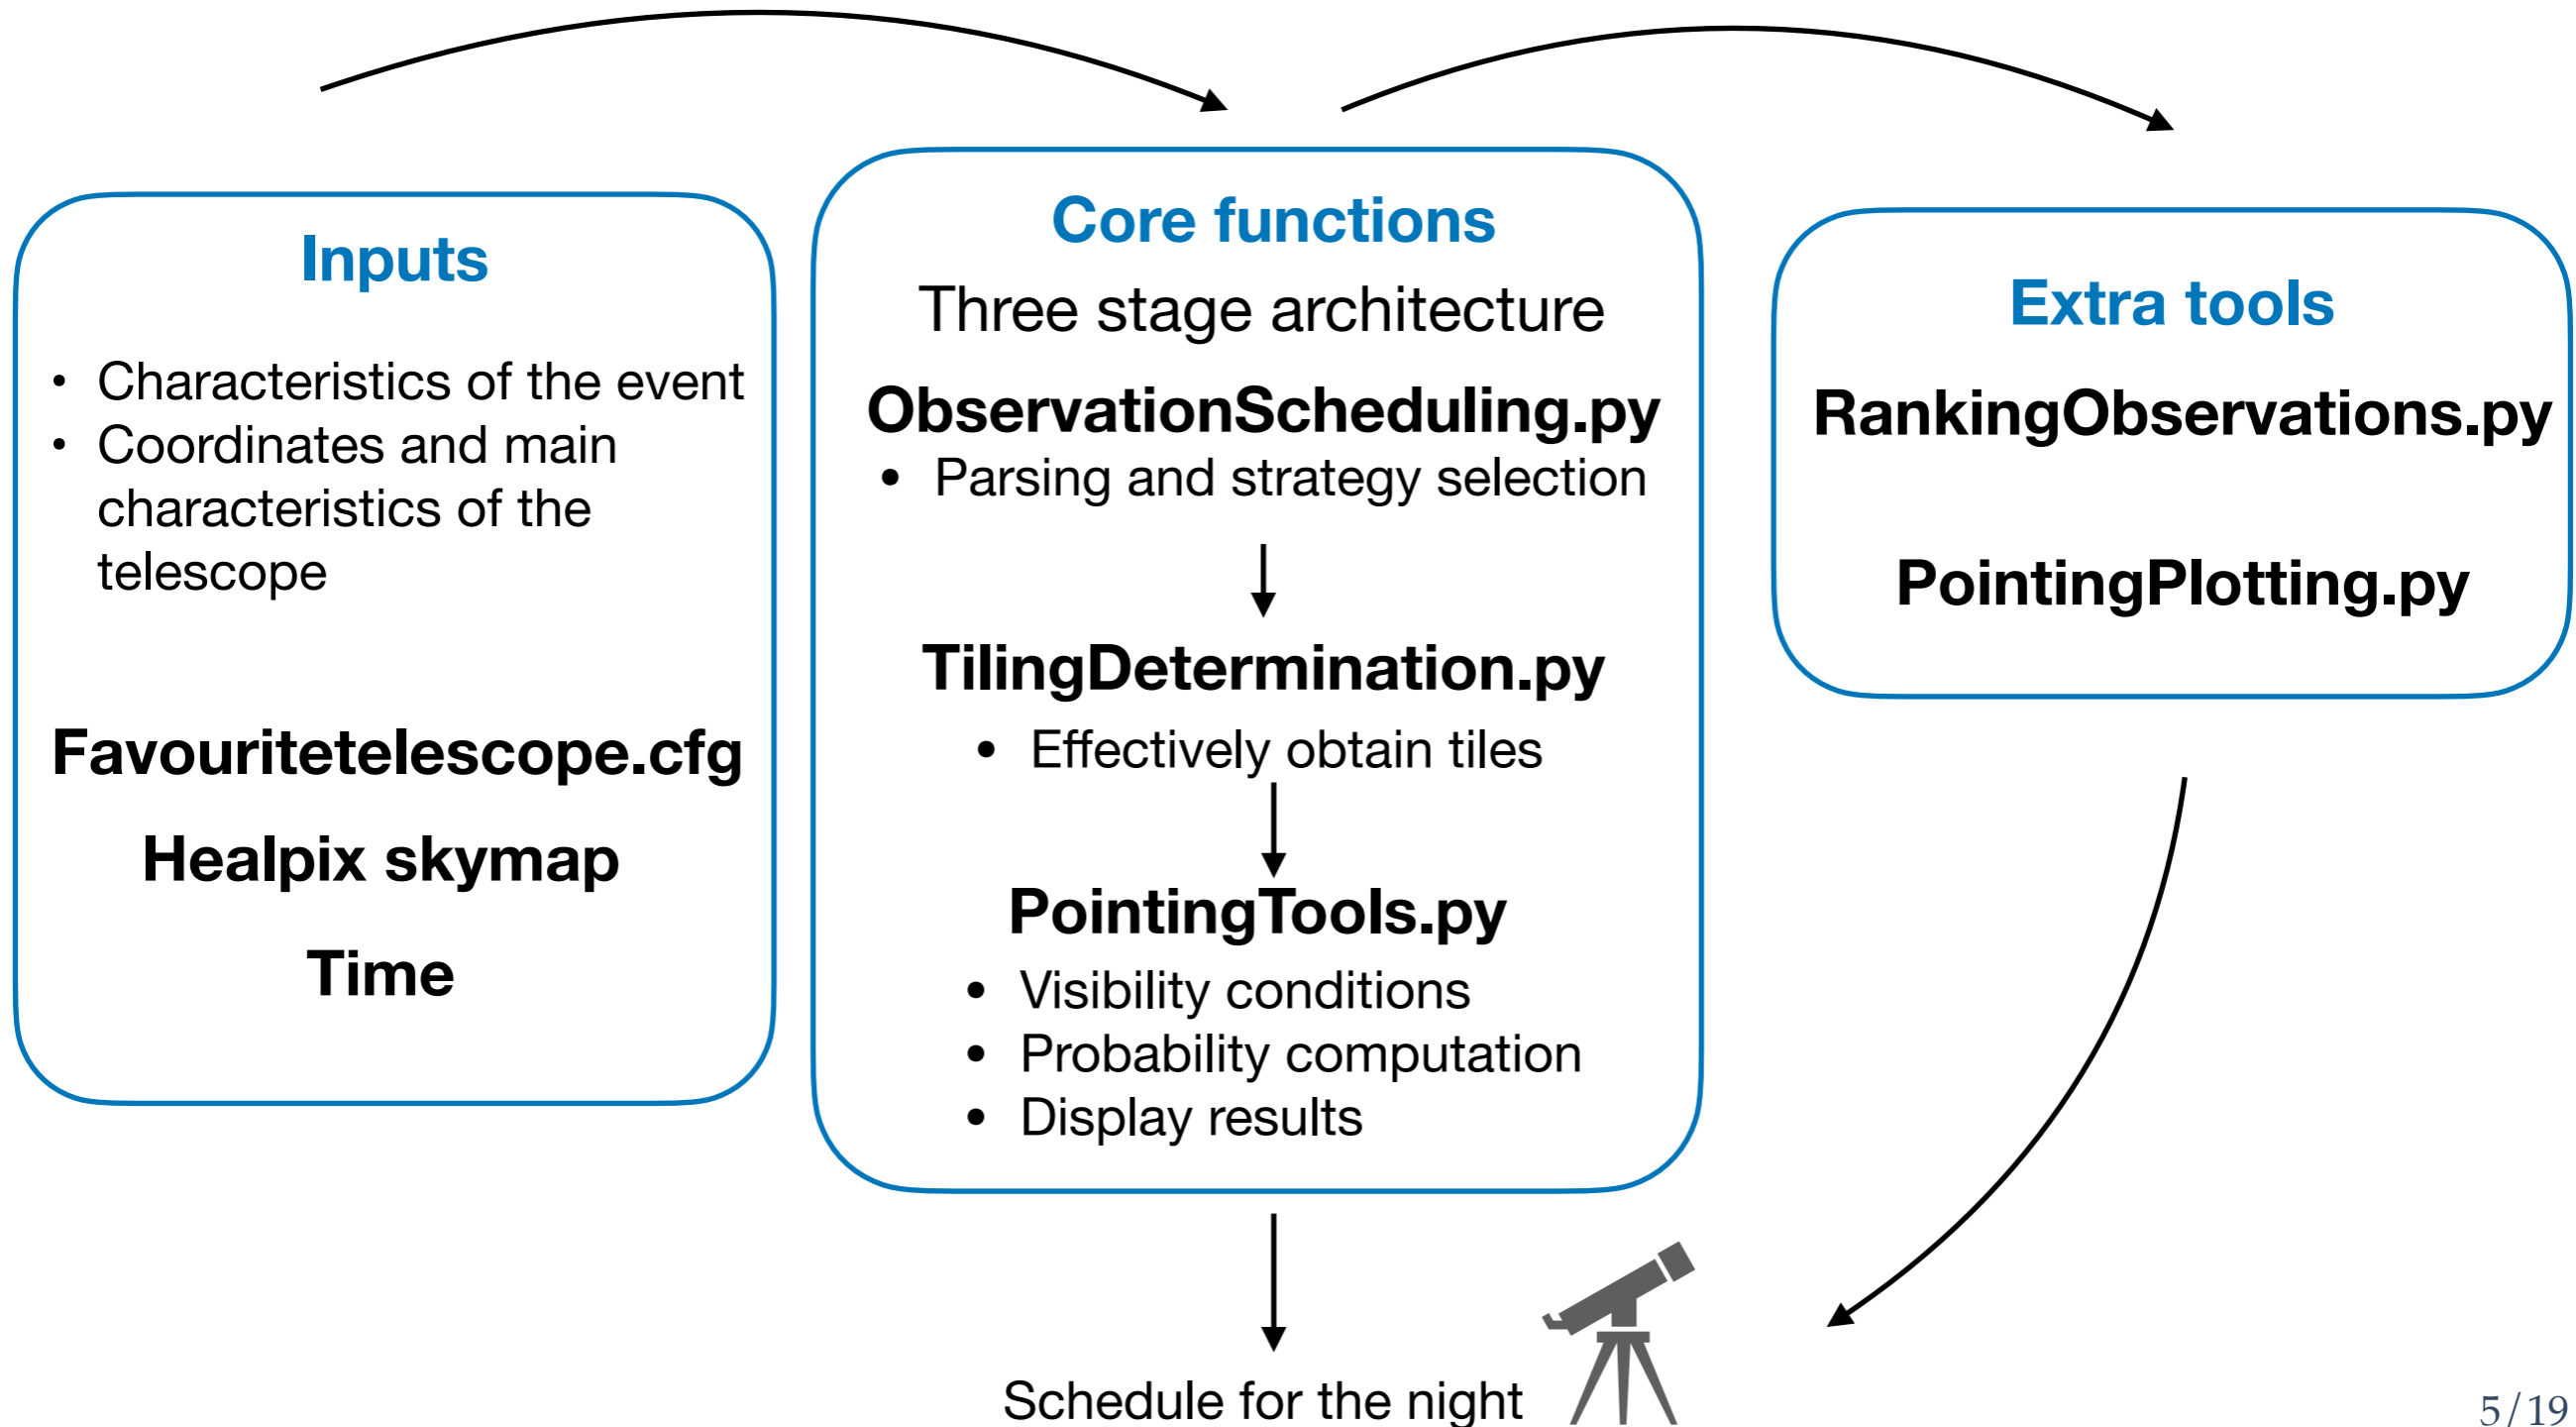 Inputs
• Characteristics of the event
• Coordinates and main
characteristics of the
telescope
Favouritetelescope.cfg
Healpix skymap
Time
Core functions
Three stage architecture
ObservationScheduling.py
• Parsing and strategy selection
TilingDetermination.py
• Effectively obtain tiles
PointingTools.py
• Visibility conditions
• Probability computation
• Display results
Extra tools
RankingObservations.py
PointingPlotting.py
Schedule for the night
5/19